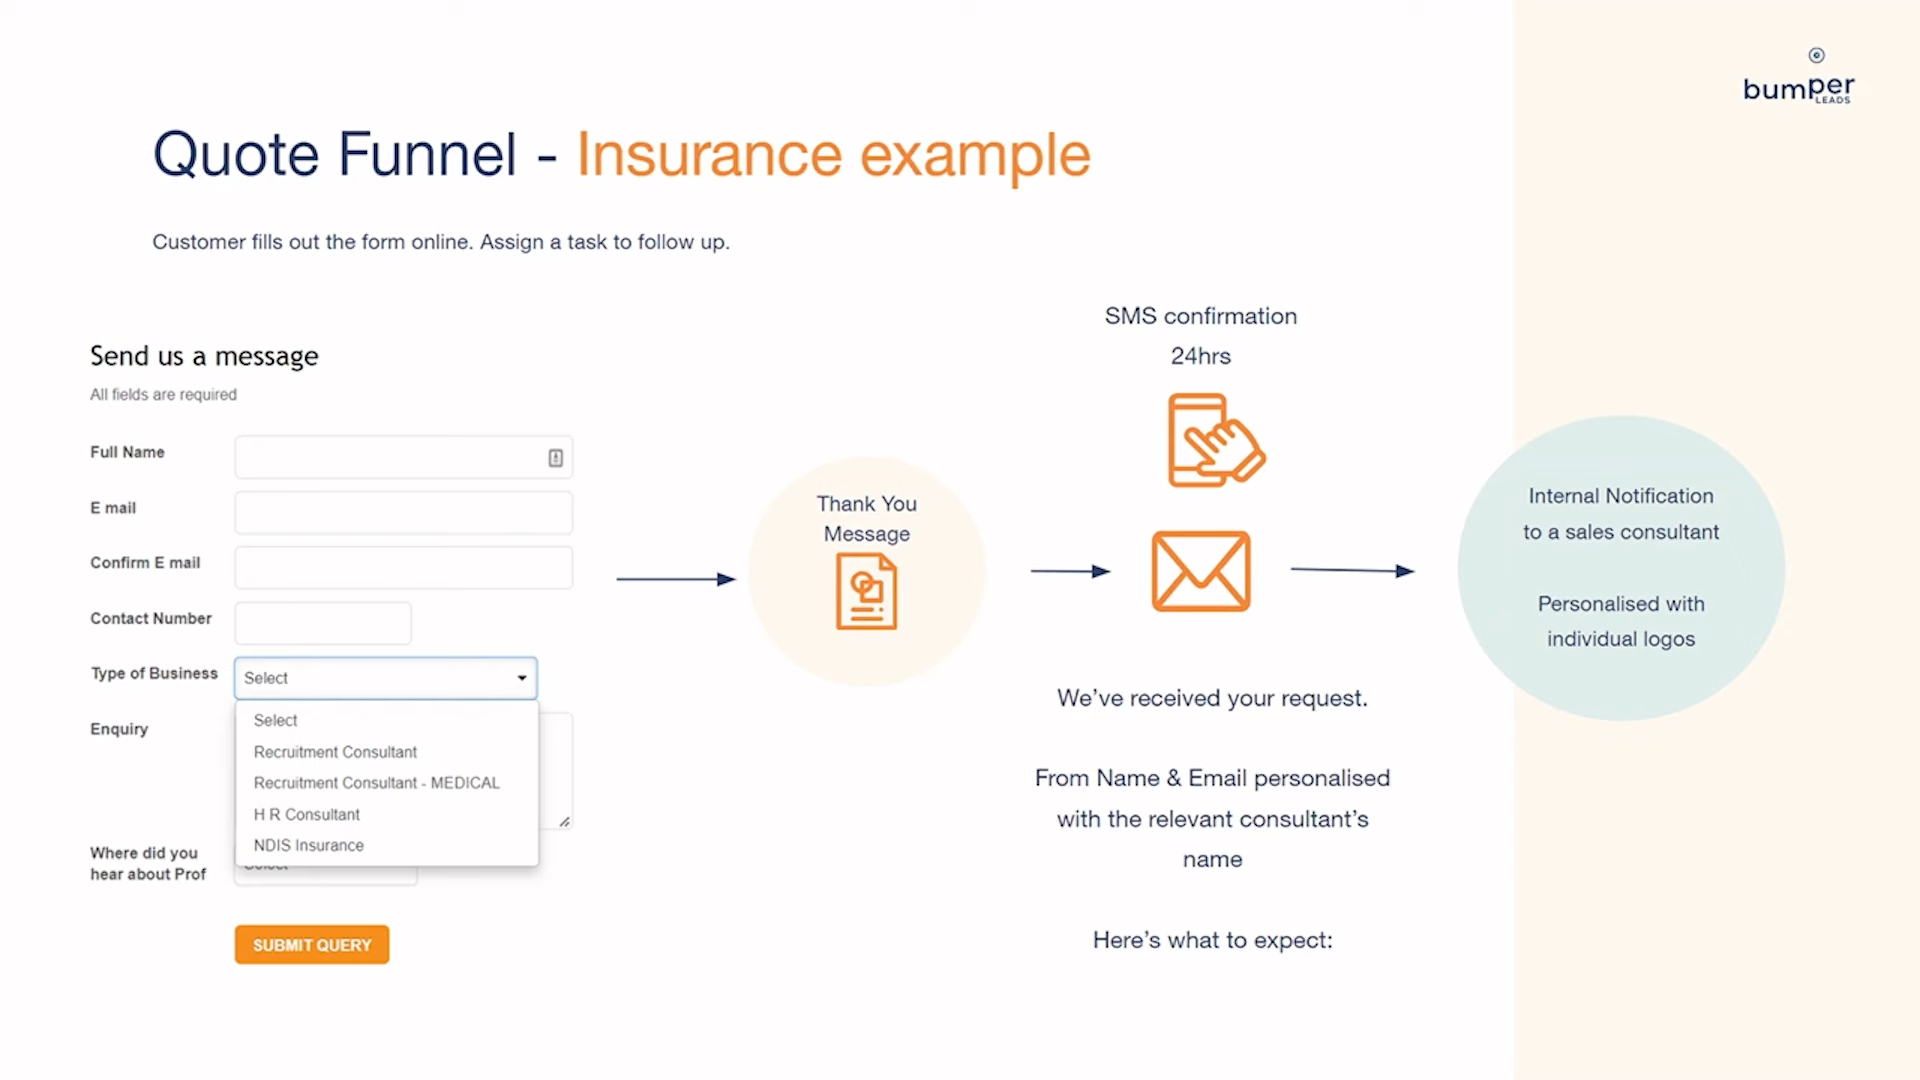 bumper
LEADS
Quote Funnel - Insurance example
Customer fills out the form online. Assign a task to follow up.
Send us a message
All fields are required
Full Name
E mail
Confirm E mail
Contact Number
Type of Business
Select
Select
Recruitment Consultant
Recruitment Consultant - MEDICAL
H R Consultant
NDIS Insurance
Enquiry
Where did you
hear about Prof
SUBMIT QUERY
Thank You
Message
SMS confirmation
24hrs
We've received your request.
From Name & Email personalised
with the relevant consultant's
name
Here's what to expect:
Internal Notification
to a sales consultant
Personalised with
individual logos